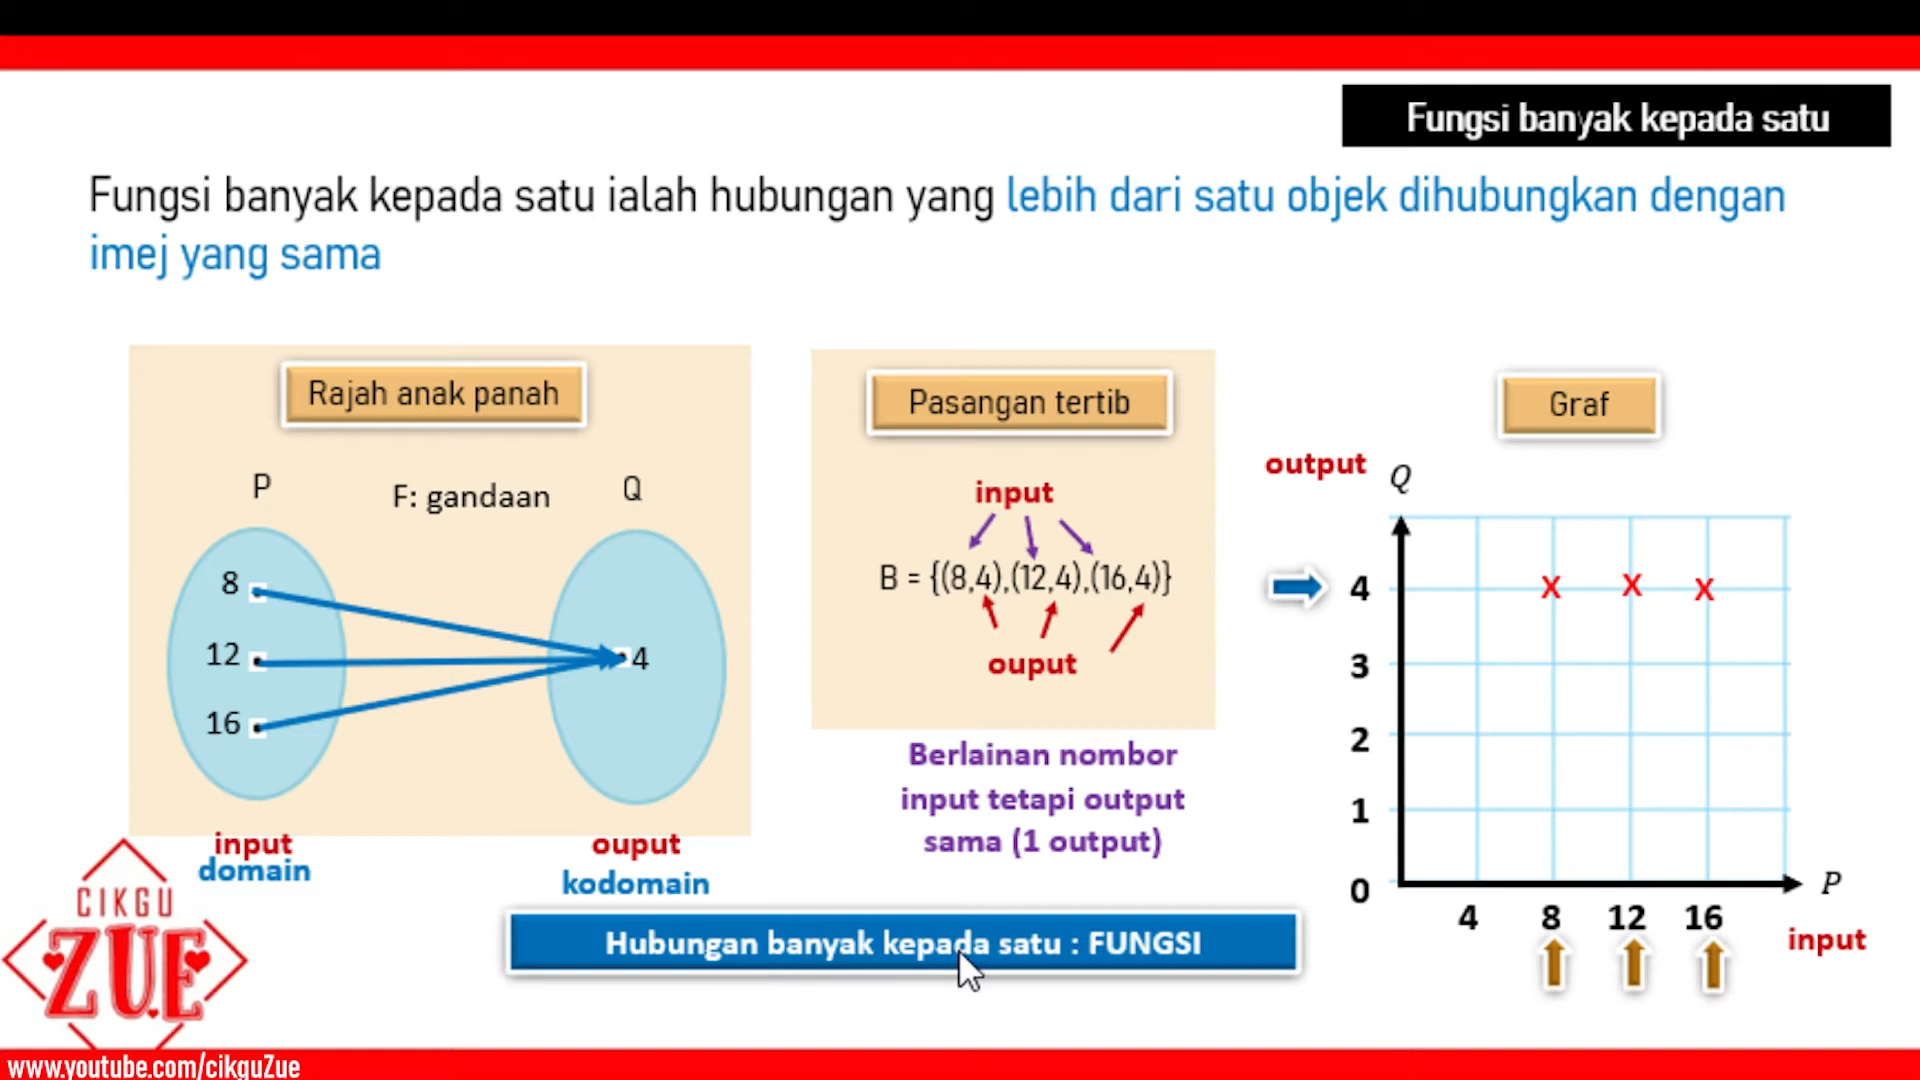 Fungsi banyak kepada satu
Fungsi banyak kepada satu ialah hubungan yang lebih dari satu objek dihubungkan dengan
imej yang sama
Rajah anak panah
P
F: gandaan
Q
8
12
16
4
input
domain
ouput
kodomain
Pasangan tertib
input
B = {(8,4),(12,4),(16,4)}
ouput
Berlainan nombor
input tetapi output
sama (1 output)
Graf
output
Q
4
X X X
3
2
1
0
P
4 8 12 16
input
Hubungan banyak kepada satu : FUNGSI
CIKGU
ZUE
www.youtube.com/cikguZue